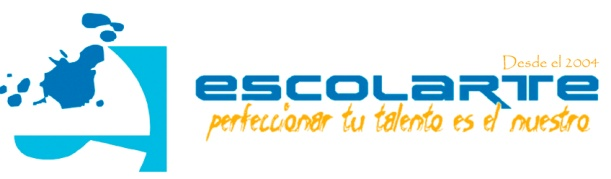 Desde el 2004
ESCOLARTE
perfeccionar tu talento es el nuestro